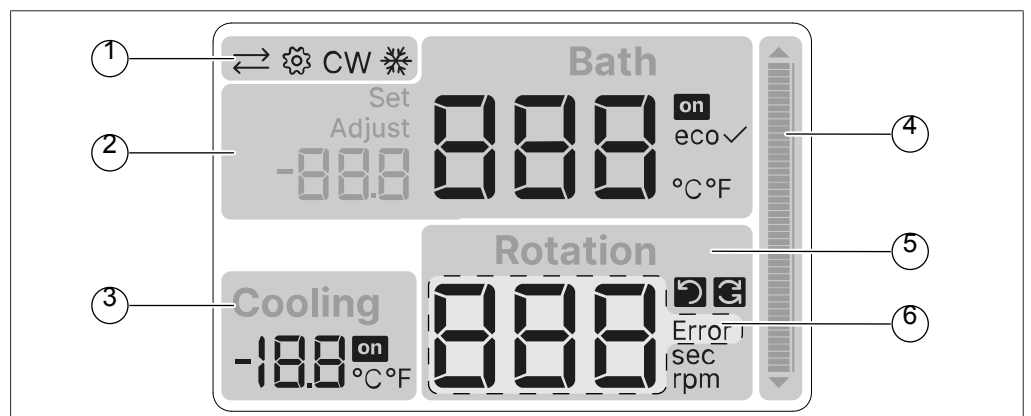 1
CW
Bath
Set
Adjust
-88.8
888
on
eco
°C°F
2
4
Rotation
5
Cooling
3
-18.8
on
°C°F
888
Error
sec
rpm
6